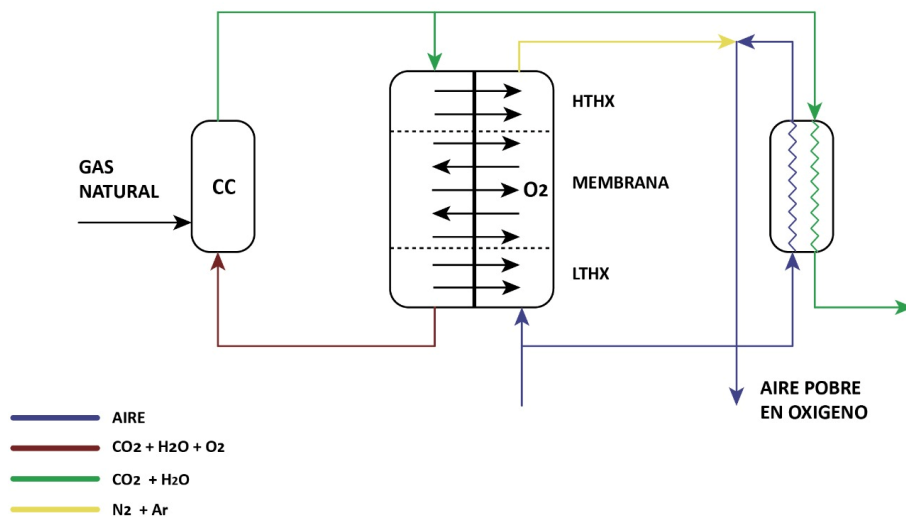 HTHX
GAS
NATURAL
CC
MEMBRANA
O2
LTHX
AIRE POBRE
EN OXIGENO
AIRE
CO2 + H2O + O2
CO2 + H2O
N2 + Ar